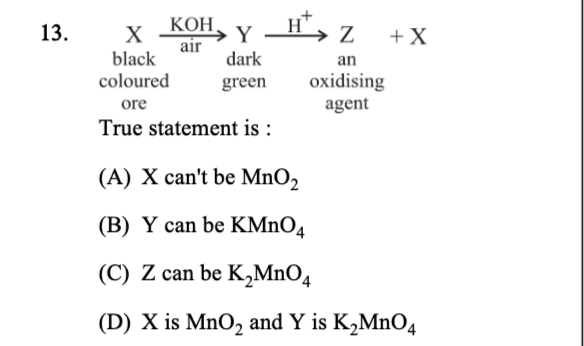 13. X KOH/air → Y H⁺ → Z + X
black dark an
coloured green oxidising
ore agent
True statement is :
(A) X can't be MnO₂
(B) Y can be KMnO₄
(C) Z can be K₂MnO₄
(D) X is MnO₂ and Y is K₂MnO₄